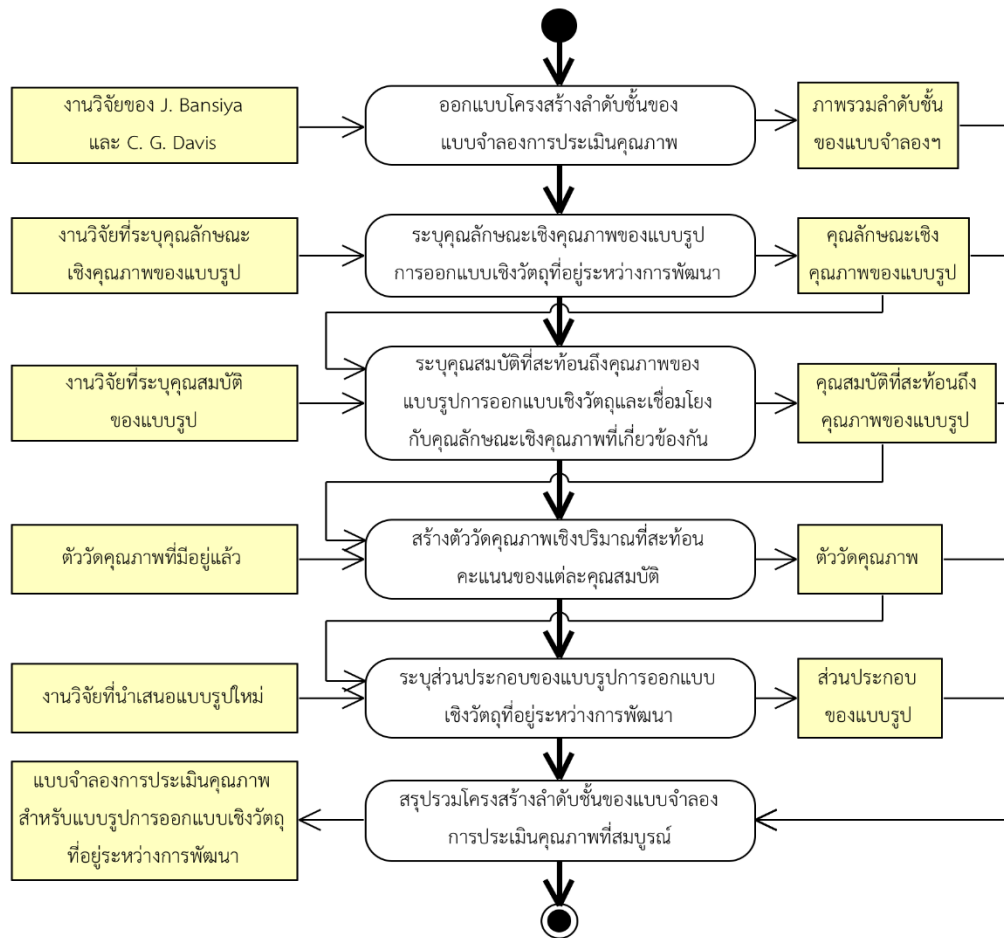 งานวิจัยของ J. Bansiya
และ C. G. Davis
ออกแบบโครงสร้างลำดับชั้นของ
แบบจำลองการประเมินคุณภาพ
ภาพรวมลำดับชั้น
ของแบบจำลองฯ
งานวิจัยที่ระบุคุณลักษณะ
เชิงคุณภาพของแบบรูป
ระบุคุณลักษณะเชิงคุณภาพของแบบรูป
การออกแบบเชิงวัตถุที่อยู่ระหว่างการพัฒนา
คุณลักษณะเชิง
คุณภาพของแบบรูป
งานวิจัยที่ระบุคุณสมบัติ
ของแบบรูป
ระบุคุณสมบัติที่สะท้อนถึงคุณภาพของ
แบบรูปการออกแบบเชิงวัตถุและเชื่อมโยง
กับคุณลักษณะเชิงคุณภาพที่เกี่ยวข้องกัน
คุณสมบัติที่สะท้อนถึง
คุณภาพของแบบรูป
ตัววัดคุณภาพที่มีอยู่แล้ว
สร้างตัววัดคุณภาพเชิงปริมาณที่สะท้อน
คะแนนของแต่ละคุณสมบัติ
ตัววัดคุณภาพ
งานวิจัยที่นำเสนอแบบรูปใหม่
ระบุส่วนประกอบของแบบรูปการออกแบบ
เชิงวัตถุที่อยู่ระหว่างการพัฒนา
ส่วนประกอบ
ของแบบรูป
แบบจำลองการประเมินคุณภาพ
สำหรับแบบรูปการออกแบบเชิงวัตถุ
ที่อยู่ระหว่างการพัฒนา
สรุปรวมโครงสร้างลำดับชั้นของแบบจำลอง
การประเมินคุณภาพที่สมบูรณ์